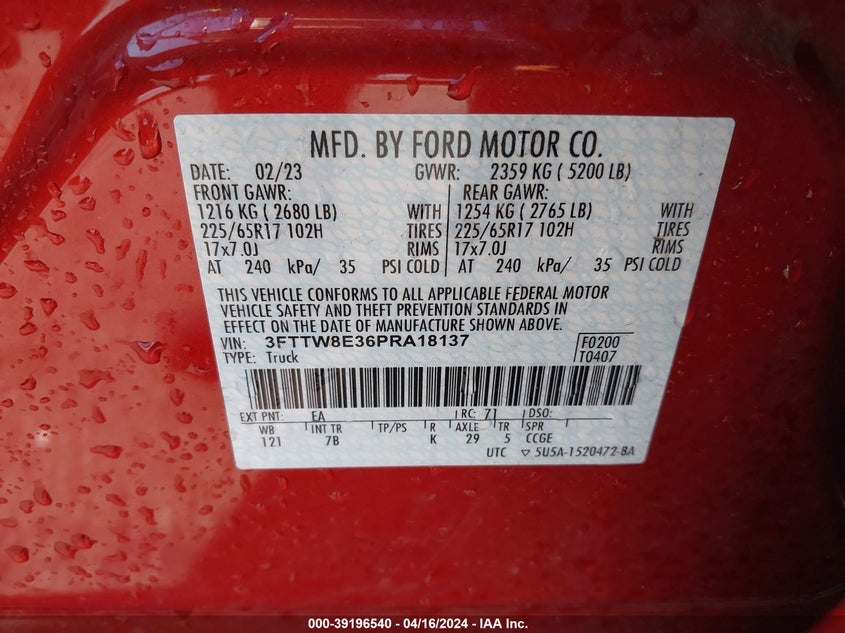 MFD. BY FORD MOTOR CO.
DATE: 02/23 GVWR: 2359 KG ( 5200 LB)
FRONT GAWR: REAR GAWR:
1216 KG ( 2680 LB) WITH 1254 KG ( 2765 LB) WITH
225/65R17 102H TIRES 225/65R17 102H TIRES
17x7.0J RIMS 17x7.0J RIMS
AT 240 kPa/ 35 PSI COLD AT 240 kPa/ 35 PSI COLD
THIS VEHICLE CONFORMS TO ALL APPLICABLE FEDERAL MOTOR
VEHICLE SAFETY AND THEFT PREVENTION STANDARDS IN
EFFECT ON THE DATE OF MANUFACTURE SHOWN ABOVE.
VIN: 3FTTW8E36PRA18137 F0200
TYPE: Truck T0407
EXT PNT: EA RC: 71 DSO:
WB INT TR TP/PS R AXLE TR SPR
121 7B K 29 5 CCGE
UTC ▽ 5U5A-1520472-BA
000-39196540 - 04/16/2024 - IAA Inc.